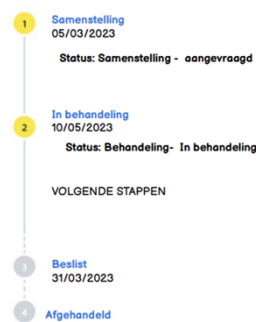 1
Samenstelling
05/03/2023
Status: Samenstelling - aangevraagd
2
In behandeling
10/05/2023
Status: Behandeling- In behandeling
VOLGENDE STAPPEN
3
Beslist
31/03/2023
4
Afgehandeld